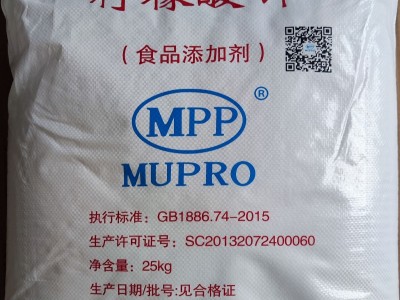 柠檬酸钾
（食品添加剂）
MPP®
MUPRO
执行标准：GB1886.74-2015
生产许可证号：SC20132072400060
净含量：25kg
生产日期/批号:见合格证